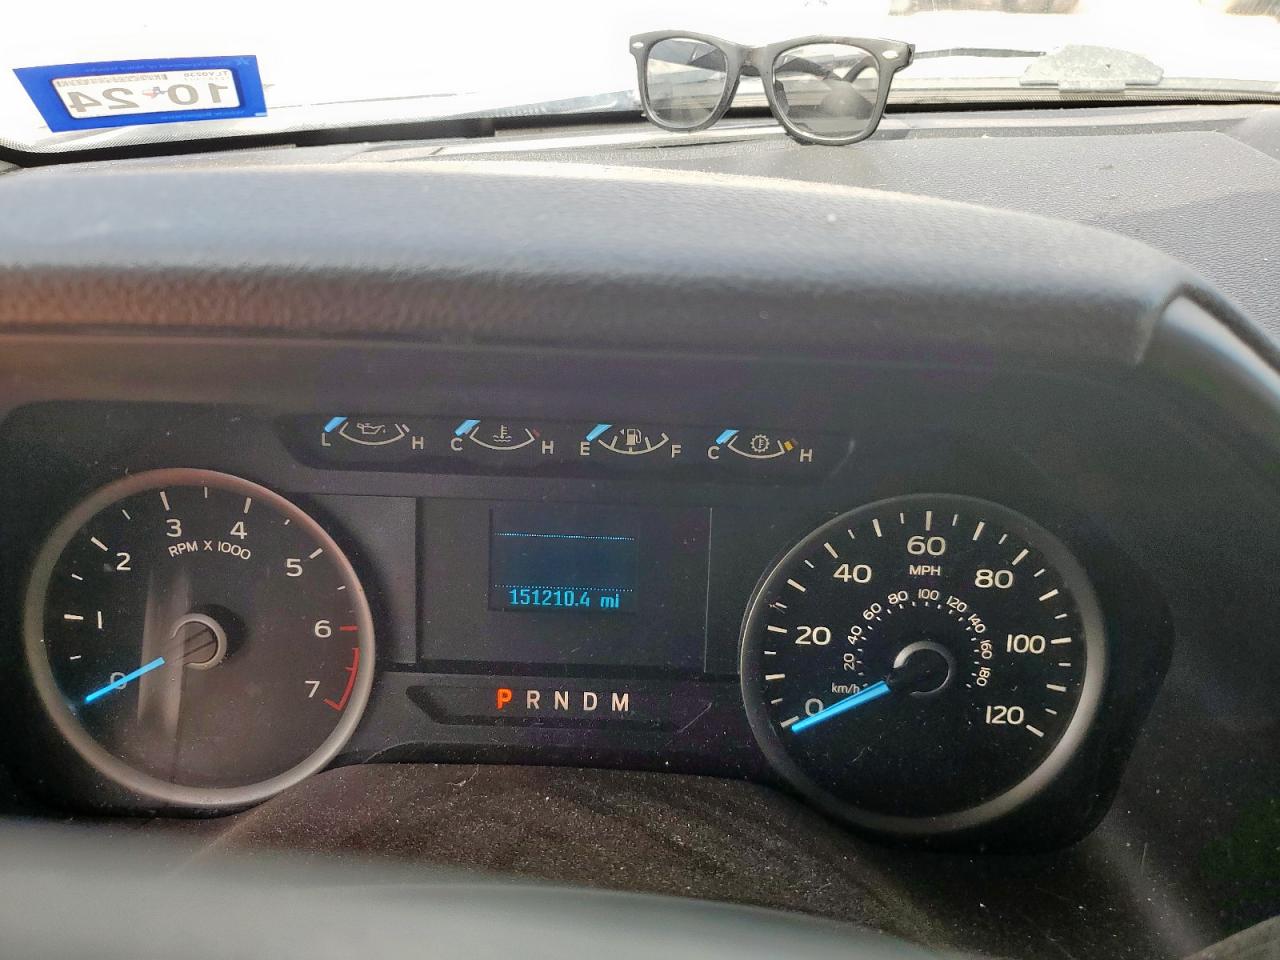 10 24
L H C H E F C H
RPM X 1000
0 1 2 3 4 5 6 7
151210.4 mi
P R N D M
MPH
0 20 40 60 80 100 120
km/h
20 40 60 80 100 120 140 160 180